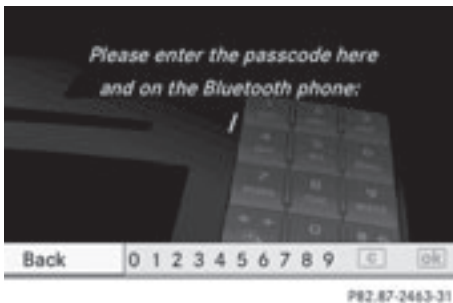 Please enter the passcode here
and on the Bluetooth phone:
Back 0 1 2 3 4 5 6 7 8 9 C ok
P82.87-2463-31